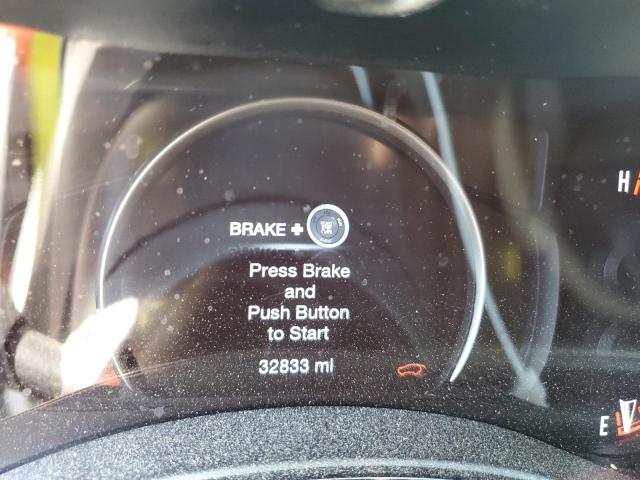 H
BRAKE +
Press Brake
and
Push Button
to Start
32833 mi
E